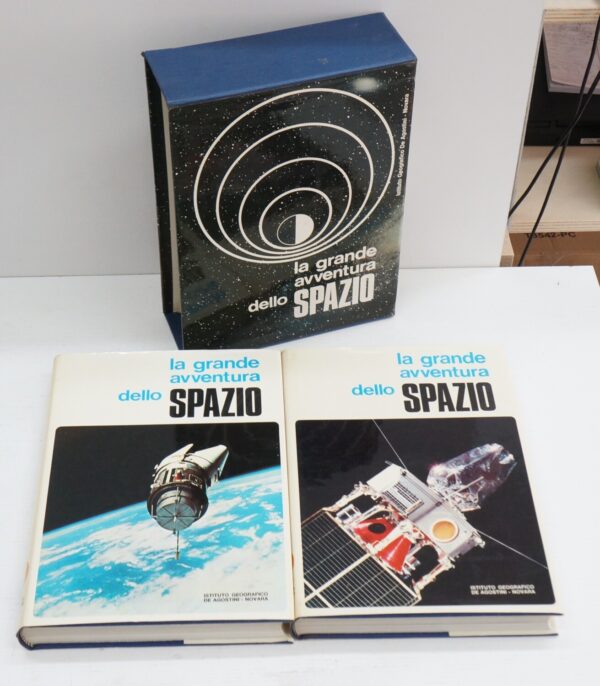 Istituto Geografico De Agostini - Novara
la grande
avventura
dello SPAZIO
la grande
avventura
dello SPAZIO
ISTITUTO GEOGRAFICO
DE AGOSTINI - NOVARA
la grande
avventura
dello SPAZIO
ISTITUTO GEOGRAFICO
DE AGOSTINI - NOVARA